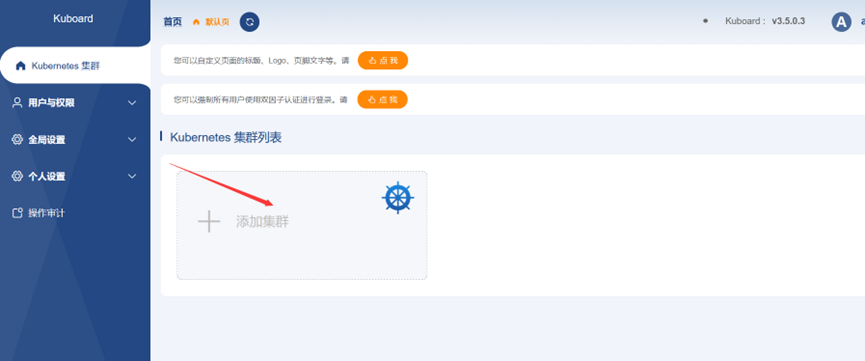 Kuboard
首页 默认页
Kuboard： v3.5.0.3
A
Kubernetes 集群
用户与权限
全局设置
个人设置
操作审计
您可以自定义页面的标题、Logo、页脚文字等。请 点 我
您可以强制所有用户使用双因子认证进行登录。请 点 我
Kubernetes 集群列表
添加集群